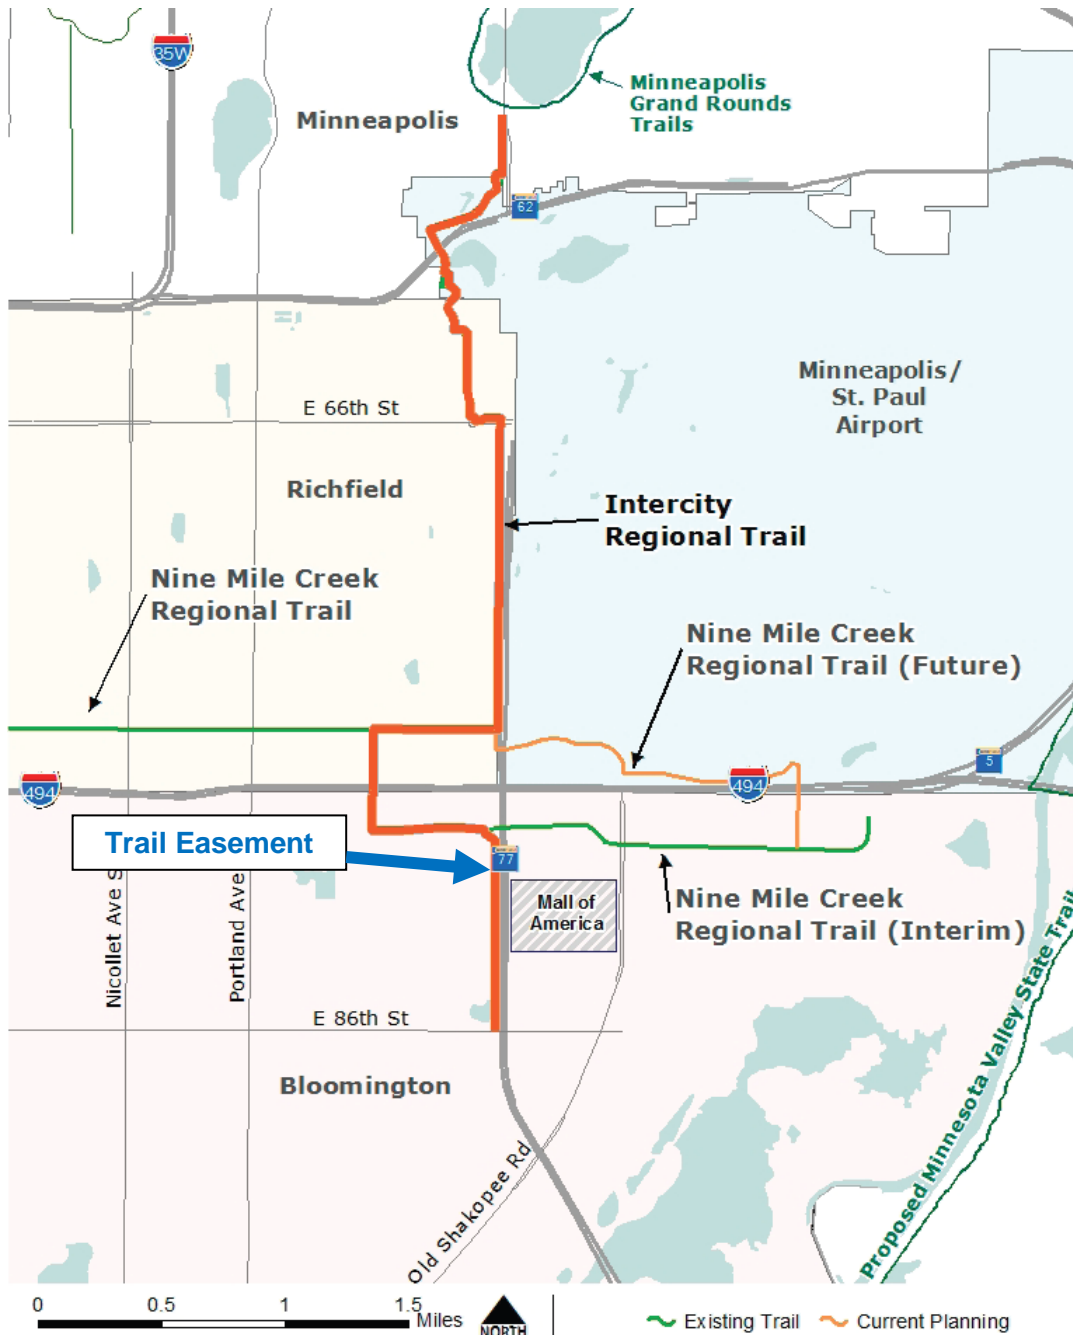 35W
Minneapolis
Grand Rounds
Trails
Minneapolis
62
Minneapolis/
St. Paul
Airport
E 66th St
Richfield
Intercity
Regional Trail
Nine Mile Creek
Regional Trail
Nine Mile Creek
Regional Trail (Future)
494
494
5
Trail Easement
77
Mall of
America
Nine Mile Creek
Regional Trail (Interim)
Nicollet Ave S
Portland Ave
E 86th St
Bloomington
Old Shakopee Rd
Proposed Minnesota Valley State Trail
0 0.5 1 1.5 Miles
NORTH
Existing Trail
Current Planning